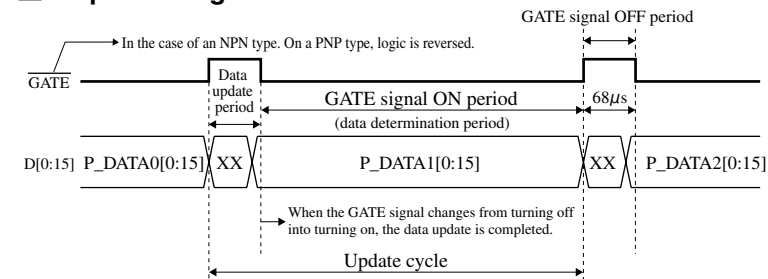 GATE signal OFF period
In the case of an NPN type. On a PNP type, logic is reversed.
GATE
Data
update
period
GATE signal ON period
68μs
(data determination period)
D[0:15]
P_DATA0[0:15]
XX
P_DATA1[0:15]
XX
P_DATA2[0:15]
When the GATE signal changes from turning off
into turning on, the data update is completed.
Update cycle